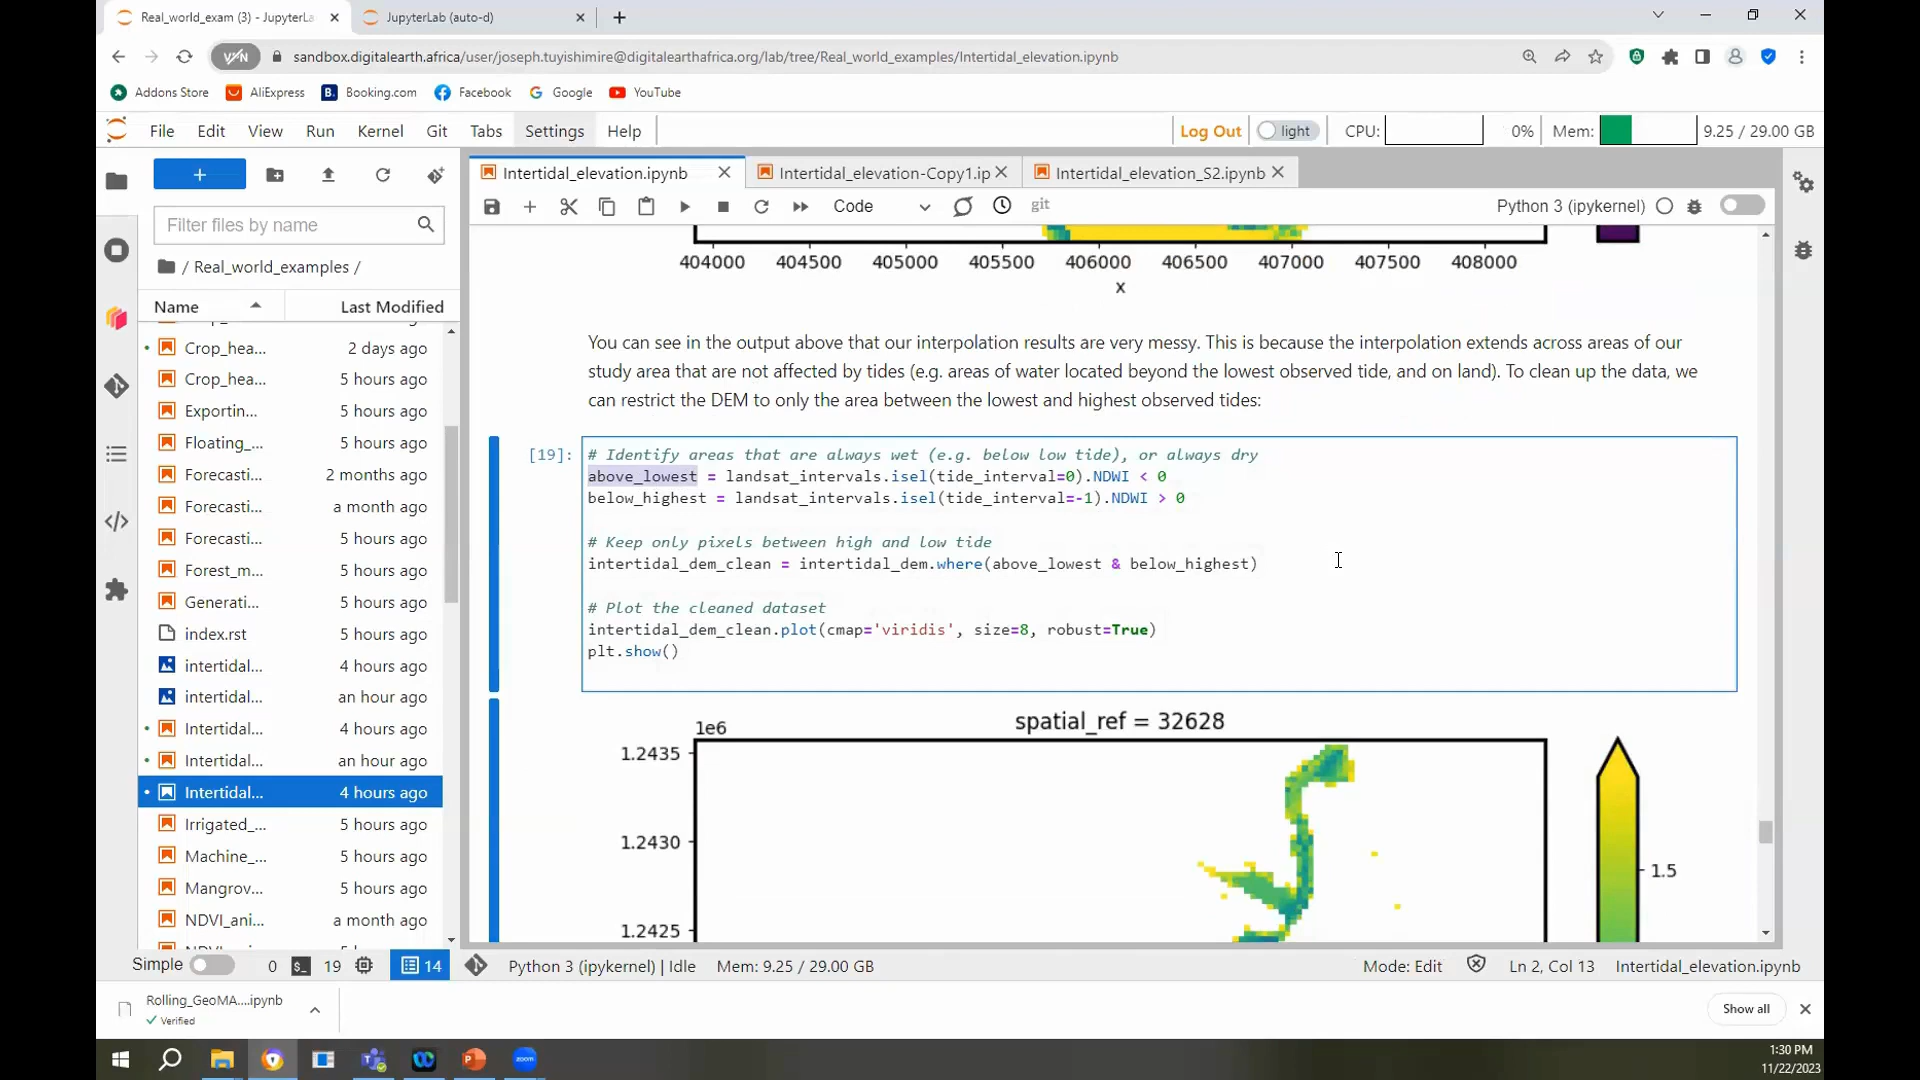 Real_world_exam (3) - JupyterLa
JupyterLab (auto-d)
sandbox.digitalearth.africa/user/joseph.tuyishimire@digitalearthafrica.org/lab/tree/Real_world_examples/Intertidal_elevation.ipynb
Addons Store
AliExpress
Booking.com
Facebook
Google
YouTube
File
Edit
View
Run
Kernel
Git
Tabs
Settings
Help
Log Out
light
CPU:
0%
Mem:
9.25 / 29.00 GB
Intertidal_elevation.ipynb
Intertidal_elevation-Copy1.ip
Intertidal_elevation_S2.ipynb
Filter files by name
Code
git
Python 3 (ipykernel)
/ Real_world_examples /
Name
Last Modified
Crop_hea... 2 days ago
Crop_hea... 5 hours ago
Exportin... 5 hours ago
Floating_... 5 hours ago
Forecasti... 2 months ago
Forecasti... a month ago
Forecasti... 5 hours ago
Forest_m... 5 hours ago
Generati... 5 hours ago
index.rst 5 hours ago
intertidal... 4 hours ago
intertidal... an hour ago
Intertidal... 4 hours ago
Intertidal... an hour ago
Intertidal... 4 hours ago
Irrigated_... 5 hours ago
Machine_... 5 hours ago
Mangrov... 5 hours ago
NDVI_ani... a month ago
404000 404500 405000 405500 406000 406500 407000 407500 408000
x
You can see in the output above that our interpolation results are very messy. This is because the interpolation extends across areas of our
study area that are not affected by tides (e.g. areas of water located beyond the lowest observed tide, and on land). To clean up the data, we
can restrict the DEM to only the area between the lowest and highest observed tides:
[19]:
# Identify areas that are always wet (e.g. below low tide), or always dry
above_lowest = landsat_intervals.isel(tide_interval=0).NDWI < 0
below_highest = landsat_intervals.isel(tide_interval=-1).NDWI > 0
# Keep only pixels between high and low tide
intertidal_dem_clean = intertidal_dem.where(above_lowest & below_highest)
# Plot the cleaned dataset
intertidal_dem_clean.plot(cmap='viridis', size=8, robust=True)
plt.show()
1e6
spatial_ref = 32628
1.2435
1.2430
1.2425
1.5
Simple
0
19
14
Python 3 (ipykernel) | Idle
Mem: 9.25 / 29.00 GB
Mode: Edit
Ln 2, Col 13
Intertidal_elevation.ipynb
Rolling_GeoMA....ipynb
Verified
Show all
zoom
1:30 PM
11/22/2023